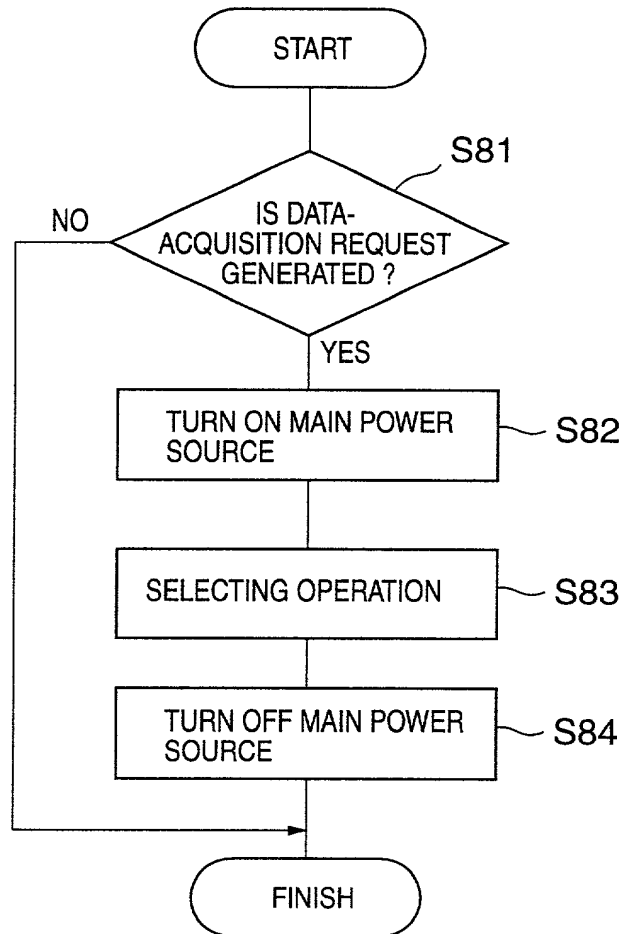 START
S81
IS DATA-
ACQUISITION REQUEST
GENERATED ?
NO
YES
TURN ON MAIN POWER
SOURCE
S82
SELECTING OPERATION
S83
TURN OFF MAIN POWER
SOURCE
S84
FINISH